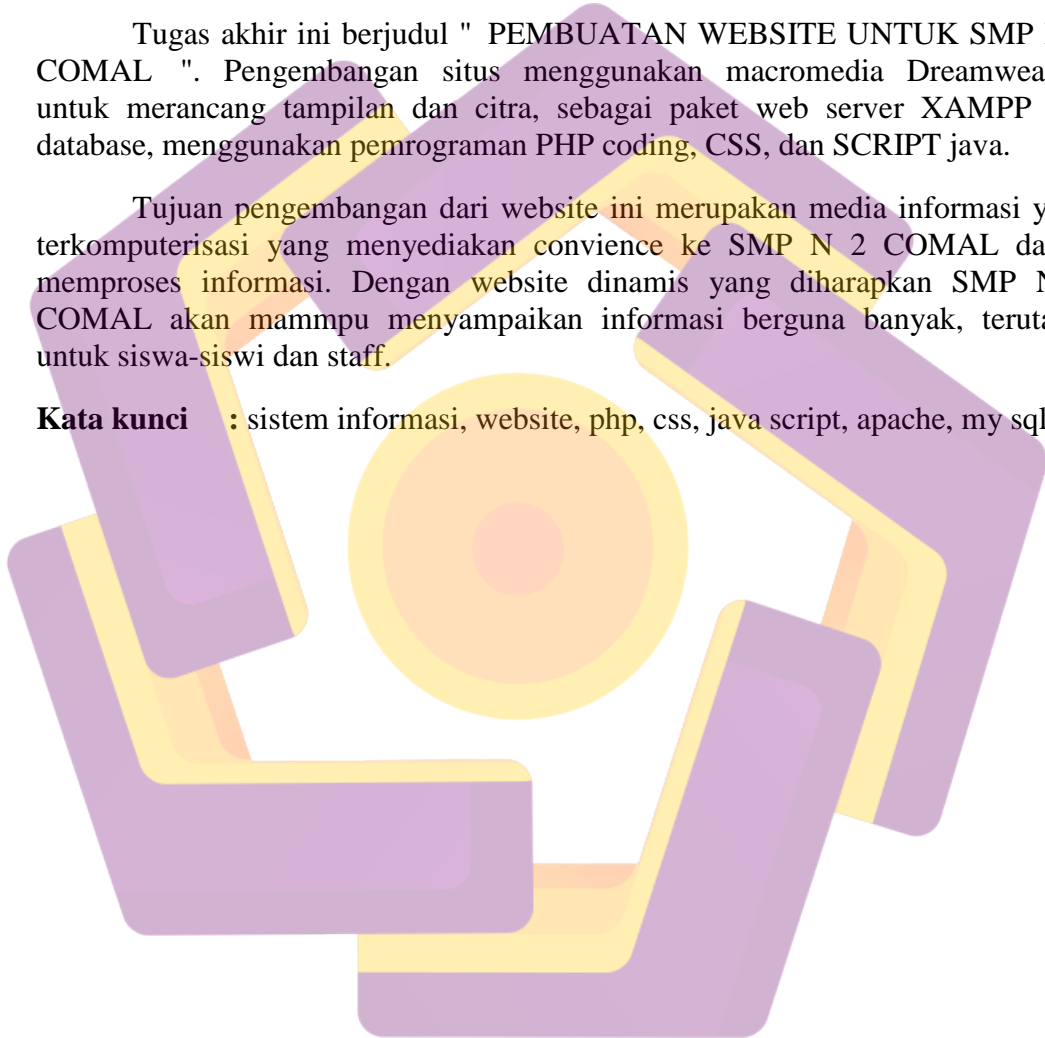 Tugas akhir ini berjudul " PEMBUATAN WEBSITE UNTUK SMP
COMAL ". Pengembangan situs menggunakan macromedia Dreamwea
untuk merancang tampilan dan citra, sebagai paket web server XAMPP
database, menggunakan pemrograman PHP coding, CSS, dan SCRIPT java.
Tujuan pengembangan dari website ini merupakan media informasi y
terkomputerisasi yang menyediakan convience ke SMP N 2 COMAL da
memproses informasi. Dengan website dinamis yang diharapkan SMP N
COMAL akan mammpu menyampaikan informasi berguna banyak, teruta
untuk siswa-siswi dan staff.
Kata kunci : sistem informasi, website, php, css, java script, apache, my sql